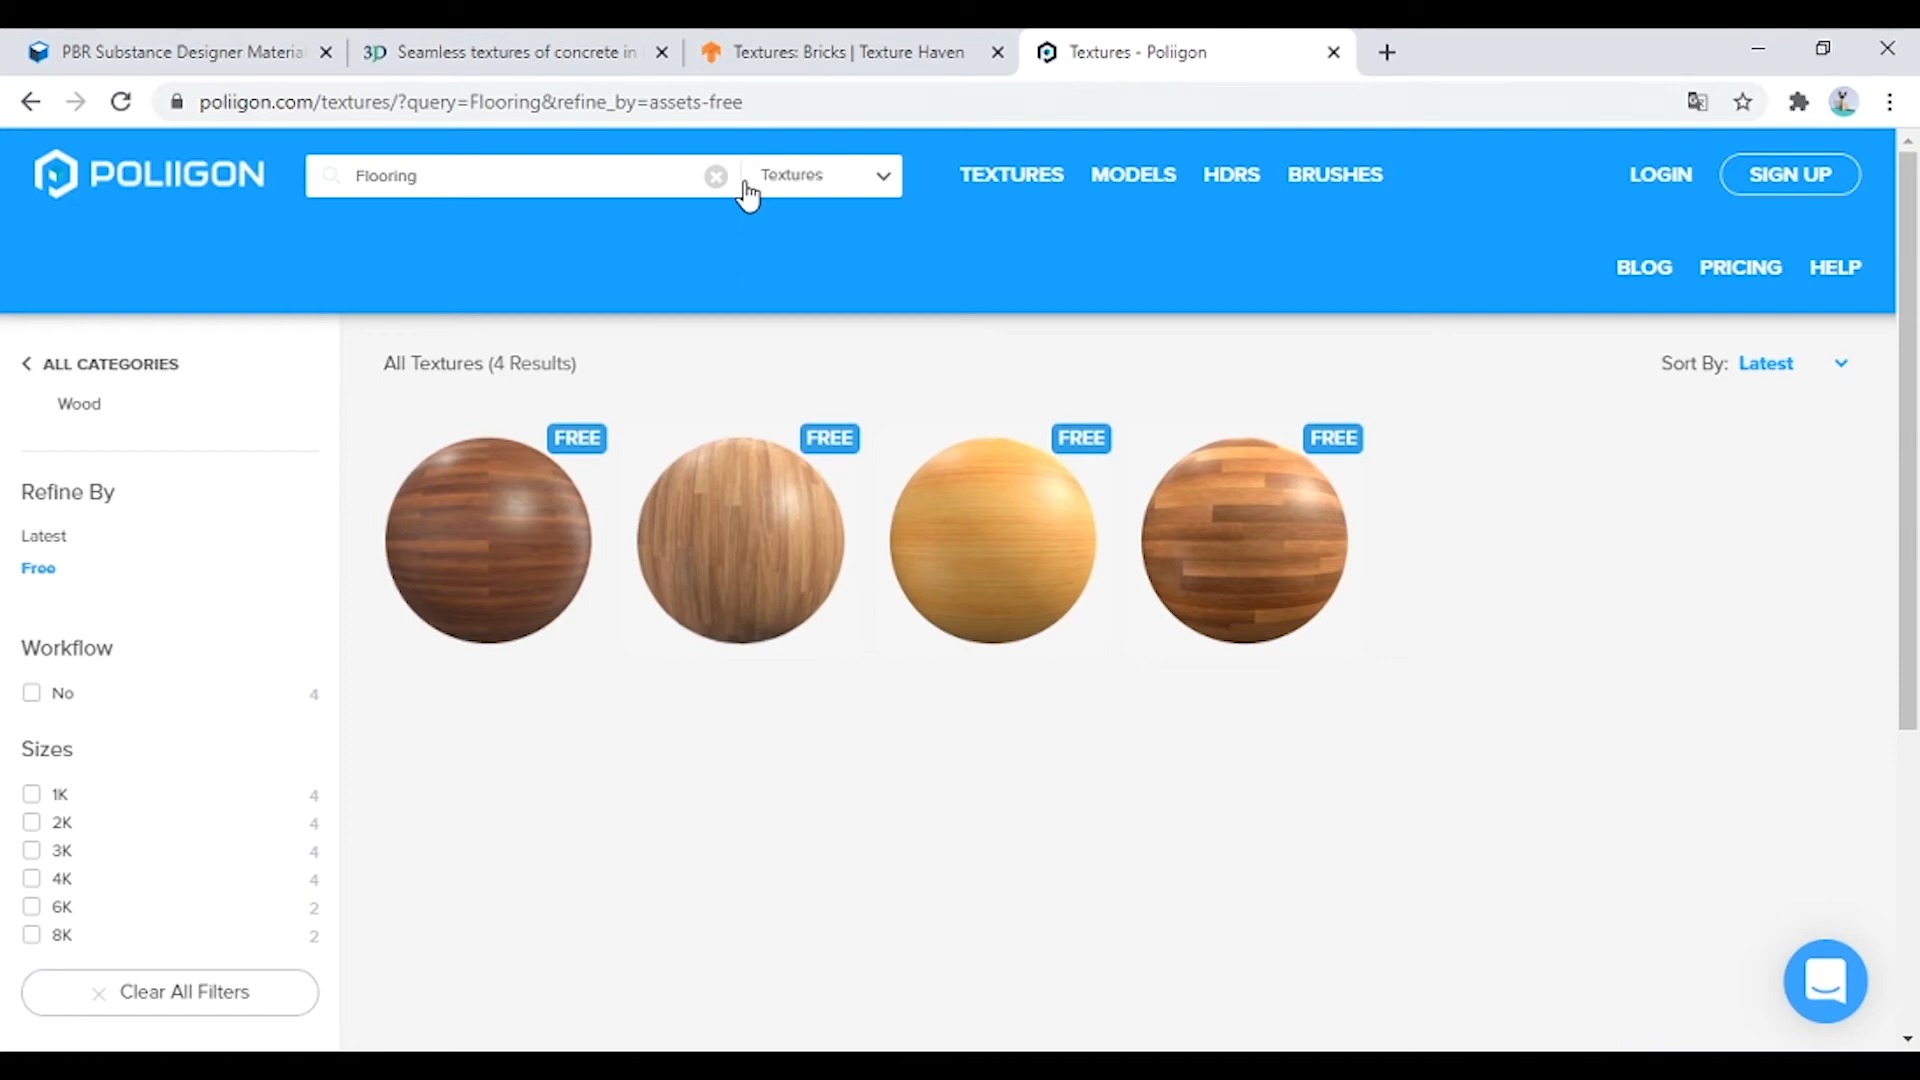 PBR Substance Designer Materia
3D Seamless textures of concrete in
Textures: Bricks | Texture Haven
Textures - Poliigon
poliigon.com/textures/?query=Flooring&refine_by=assets-free
POLIIGON
Flooring
Textures
TEXTURES MODELS HDRS BRUSHES
LOGIN SIGN UP
BLOG PRICING HELP
ALL CATEGORIES
Wood
All Textures (4 Results)
Sort By: Latest
FREE FREE FREE FREE
Refine By
Latest
Free
Workflow
No 4
Sizes
1K 4
2K 4
3K 4
4K 4
6K 2
8K 2
Clear All Filters